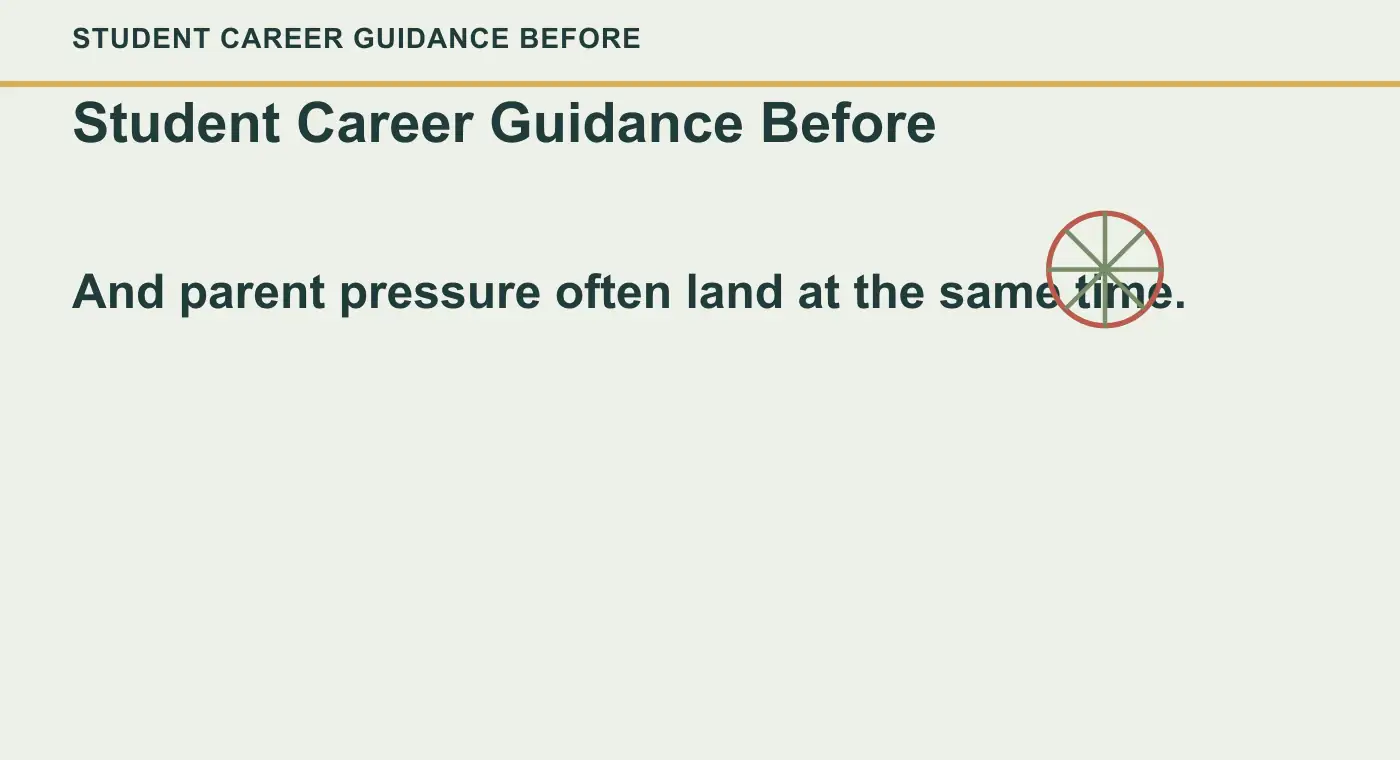 STUDENT CAREER GUIDANCE BEFORE
Student Career Guidance Before
And parent pressure often land at the same time.